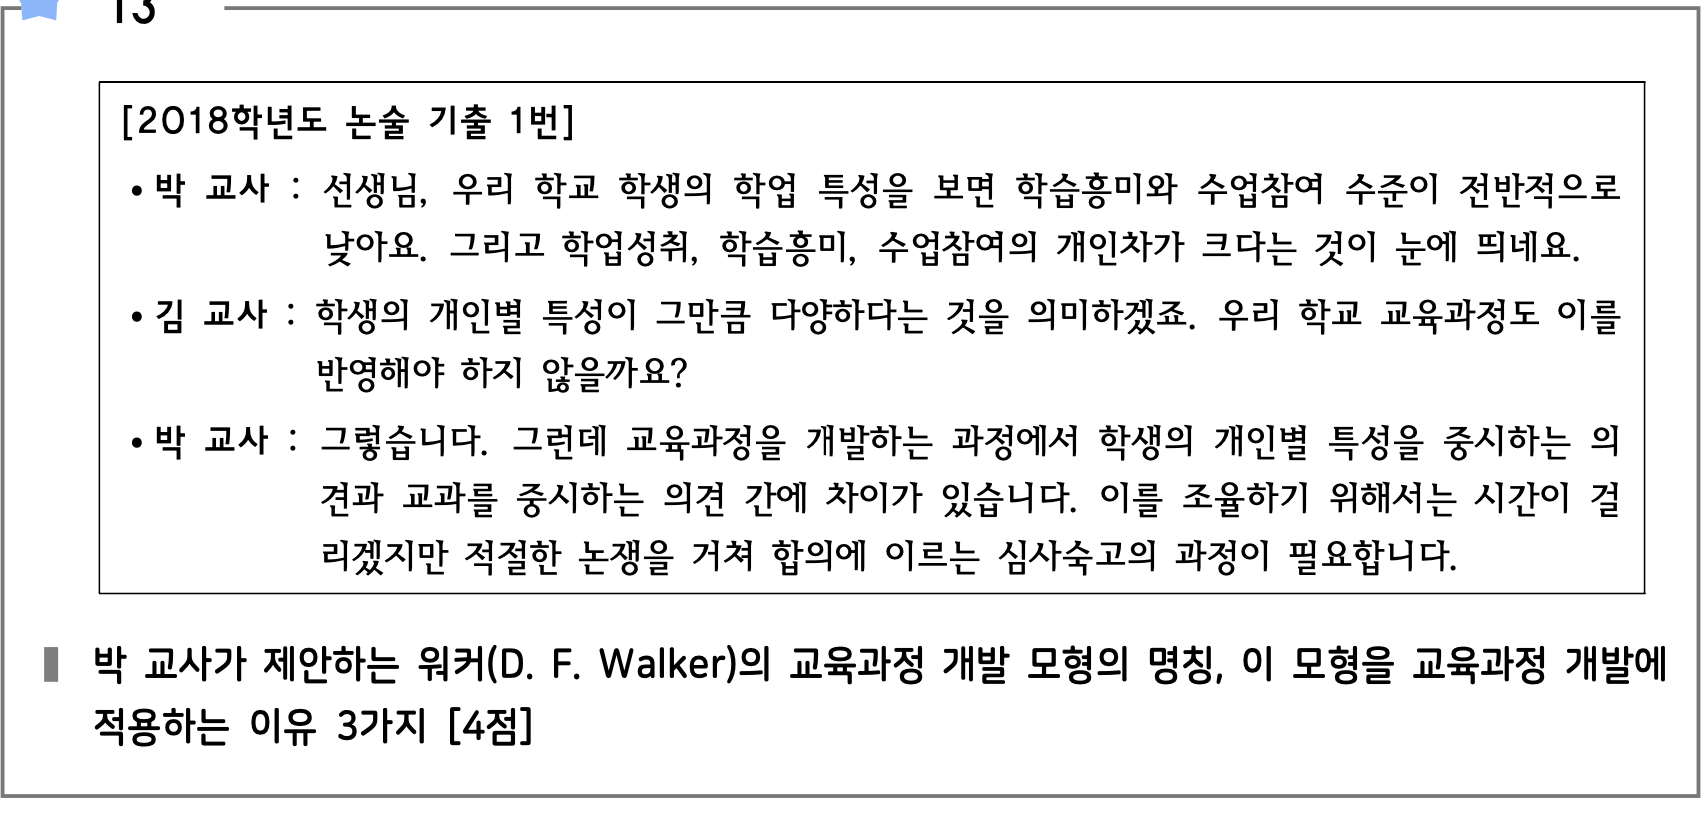 13
[2018학년도 논술 기출 1번]
• 박 교사 : 선생님, 우리 학교 학생의 학업 특성을 보면 학습흥미와 수업참여 수준이 전반적으로
낮아요. 그리고 학업성취, 학습흥미, 수업참여의 개인차가 크다는 것이 눈에 띄네요.
• 김 교사 : 학생의 개인별 특성이 그만큼 다양하다는 것을 의미하겠죠. 우리 학교 교육과정도 이를
반영해야 하지 않을까요?
• 박 교사 : 그렇습니다. 그런데 교육과정을 개발하는 과정에서 학생의 개인별 특성을 중시하는 의
견과 교과를 중시하는 의견 간에 차이가 있습니다. 이를 조율하기 위해서는 시간이 걸
리겠지만 적절한 논쟁을 거쳐 합의에 이르는 심사숙고의 과정이 필요합니다.
박 교사가 제안하는 워커(D. F. Walker)의 교육과정 개발 모형의 명칭, 이 모형을 교육과정 개발에
적용하는 이유 3가지 [4점]